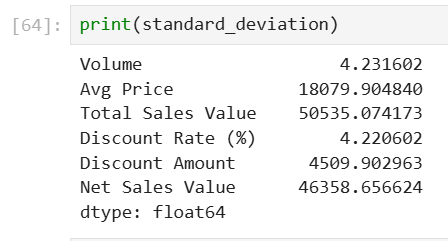 [64]: print(standard_deviation)
Volume 4.231602
Avg Price 18079.904840
Total Sales Value 50535.074173
Discount Rate (%) 4.220602
Discount Amount 4509.902963
Net Sales Value 46358.656624
dtype: float64